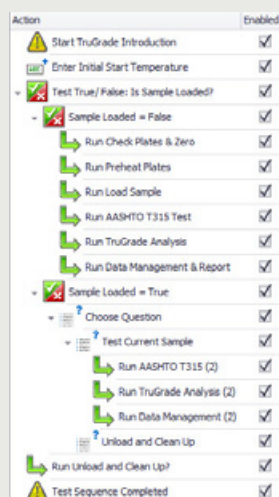 Action Enabled
Start TruGrade Introduction
Enter Initial Start Temperature
Test True/ False: Is Sample Loaded?
Sample Loaded = False
Run Check Plates & Zero
Run Preheat Plates
Run Load Sample
Run AASHTO T315 Test
Run TruGrade Analysis
Run Data Management & Report
Sample Loaded = True
Choose Question
Test Current Sample
Run AASHTO T315 (2)
Run TruGrade Analysis (2)
Run Data Management (2)
Unload and Clean Up
Run Unload and Clean Up?
Test Sequence Completed